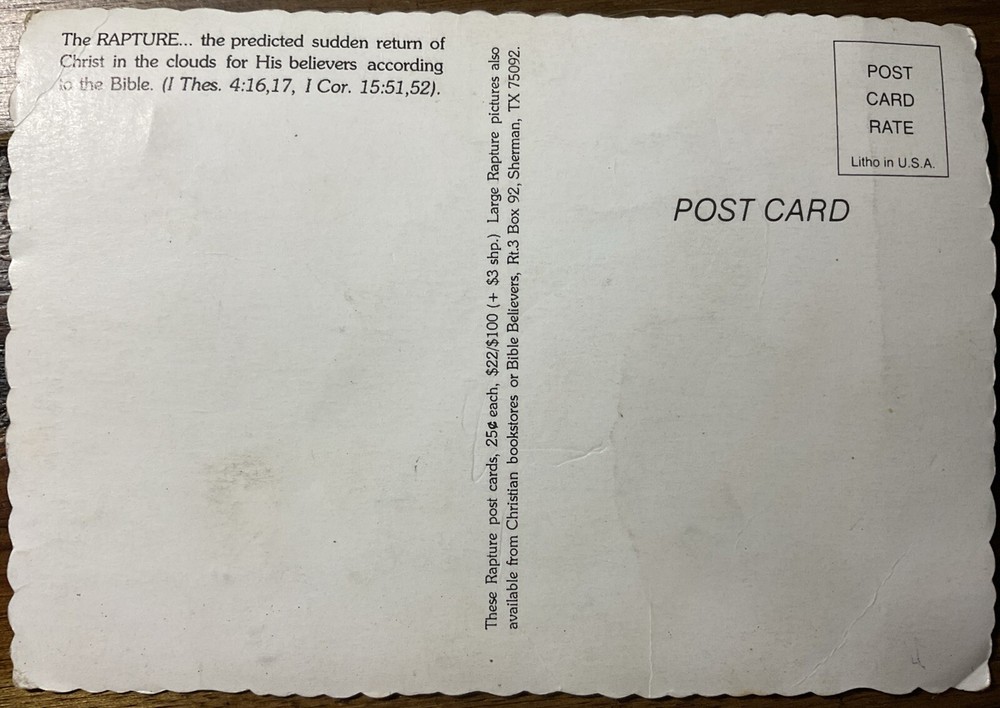 The RAPTURE... the predicted sudden return of
Christ in the clouds for His believers according
to the Bible. (I Thes. 4:16,17, I Cor. 15:51,52).
These Rapture post cards, 25¢ each, $22/$100 (+ $3 shp.) Large Rapture pictures also
available from Christian bookstores or Bible Believers, Rt.3 Box 92, Sherman, TX 75092.
POST
CARD
RATE
Litho in U.S.A.
POST CARD
4